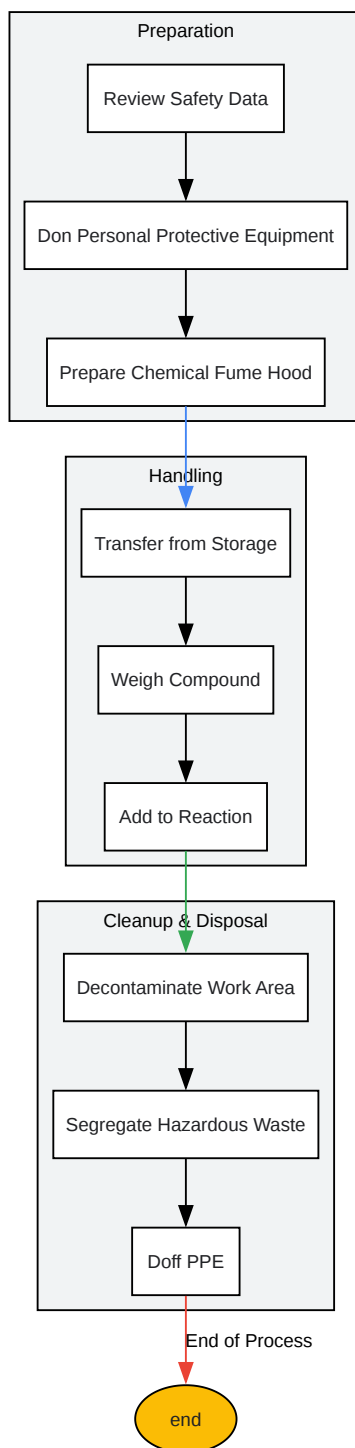 Preparation
Review Safety Data
Don Personal Protective Equipment
Prepare Chemical Fume Hood
Handling
Transfer from Storage
Weigh Compound
Add to Reaction
Cleanup & Disposal
Decontaminate Work Area
Segregate Hazardous Waste
Doff PPE
End of Process
end